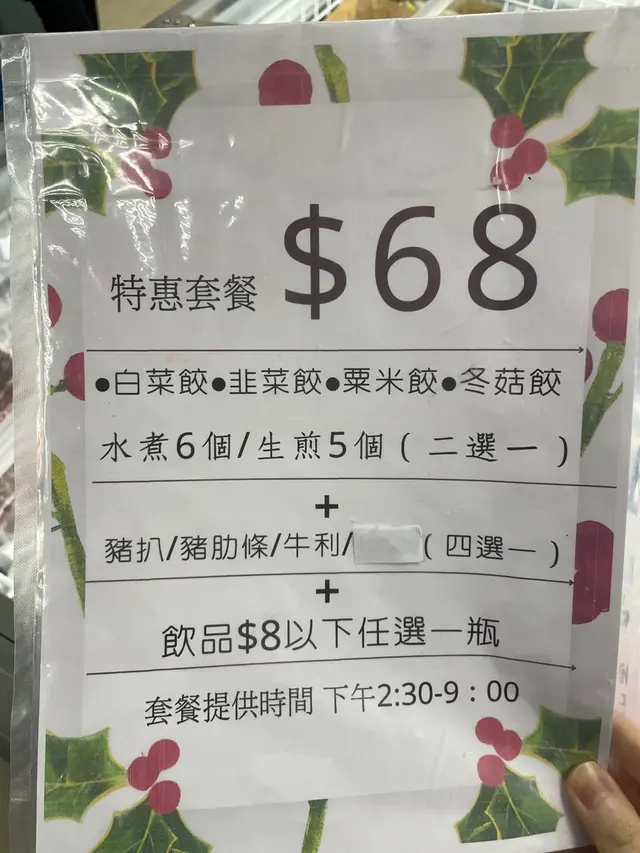 特惠套餐 $68
●白菜餃●韭菜餃●粟米餃●冬菇餃
水煮6個/生煎5個(二選一)
+
豬扒/豬肋條/牛利/ (四選一)
+
飲品$8以下任選一瓶
套餐提供時間 下午2:30-9：00